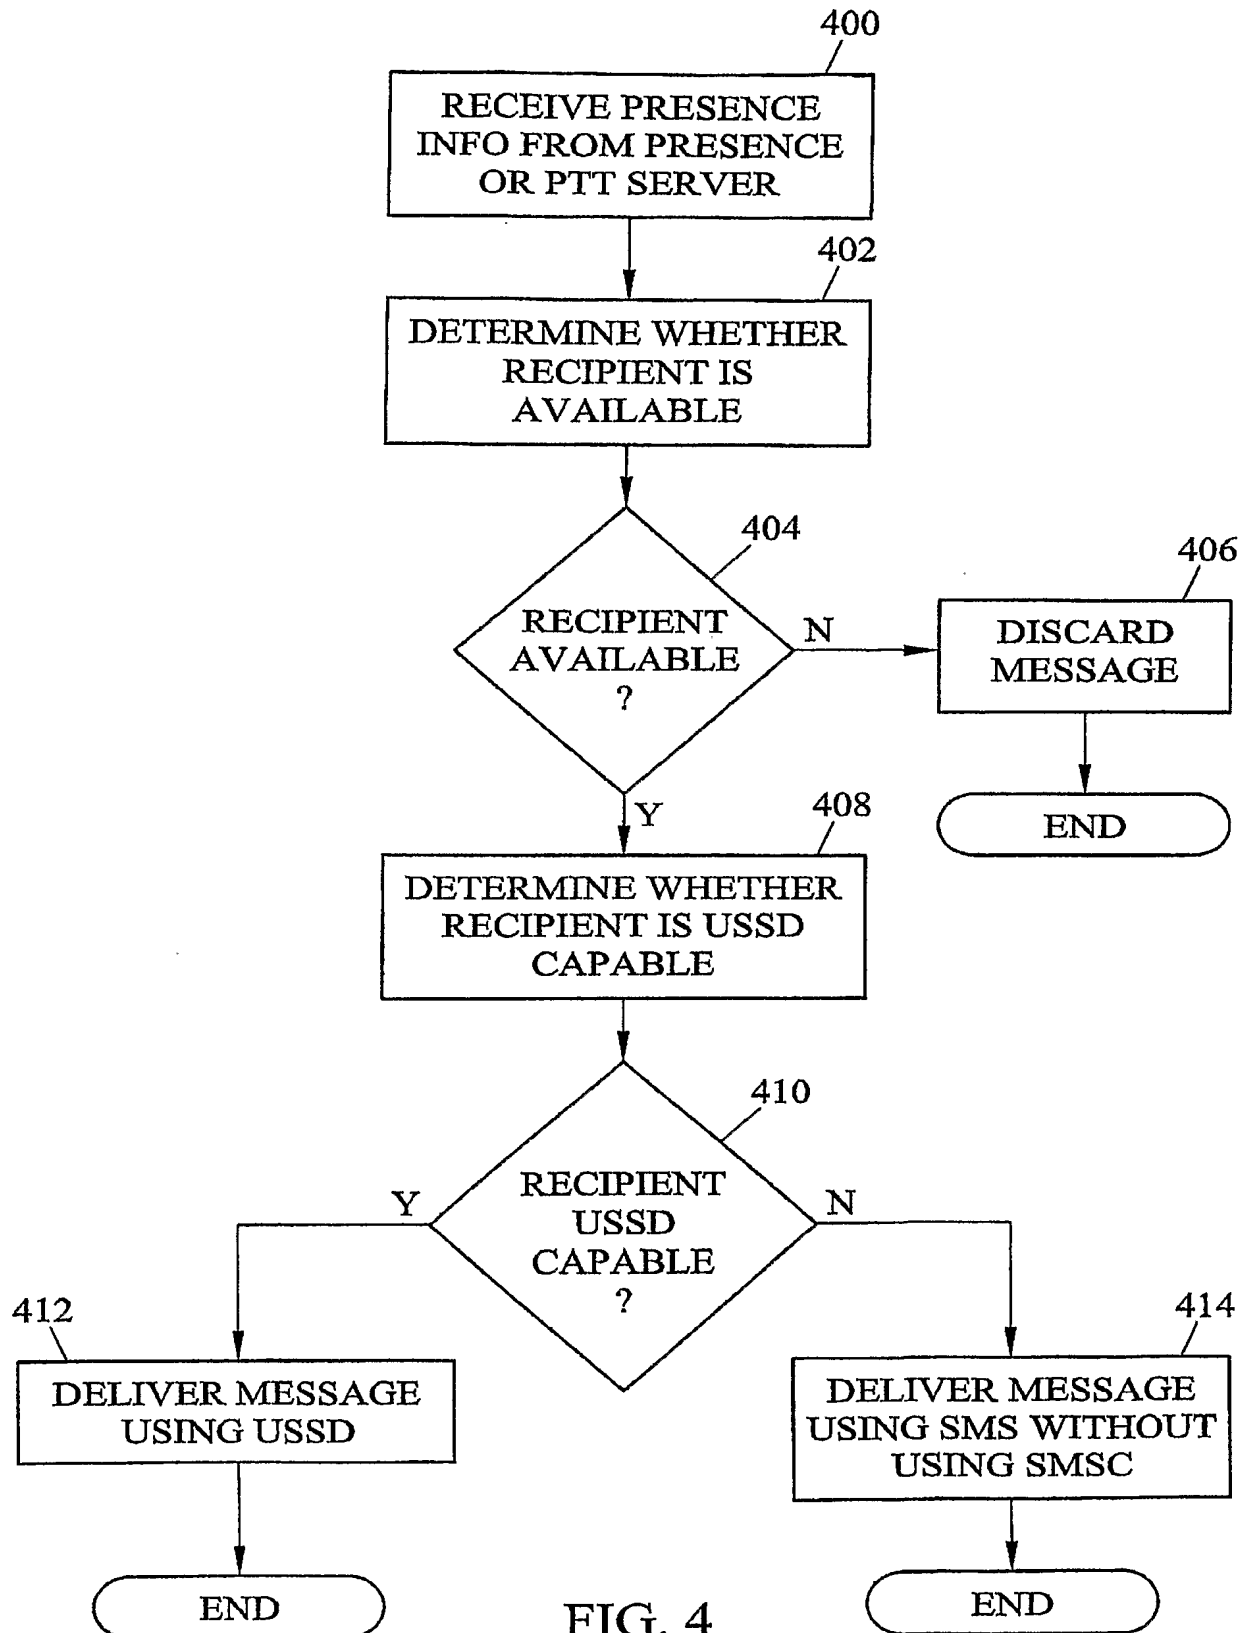 400
RECEIVE PRESENCE
INFO FROM PRESENCE
OR PTT SERVER
402
DETERMINE WHETHER
RECIPIENT IS
AVAILABLE
404
RECIPIENT
AVAILABLE
?
N
406
DISCARD
MESSAGE
END
Y
408
DETERMINE WHETHER
RECIPIENT IS USSD
CAPABLE
410
RECIPIENT
USSD
CAPABLE
?
Y
N
412
DELIVER MESSAGE
USING USSD
END
414
DELIVER MESSAGE
USING SMS WITHOUT
USING SMSC
END
FIG. 4